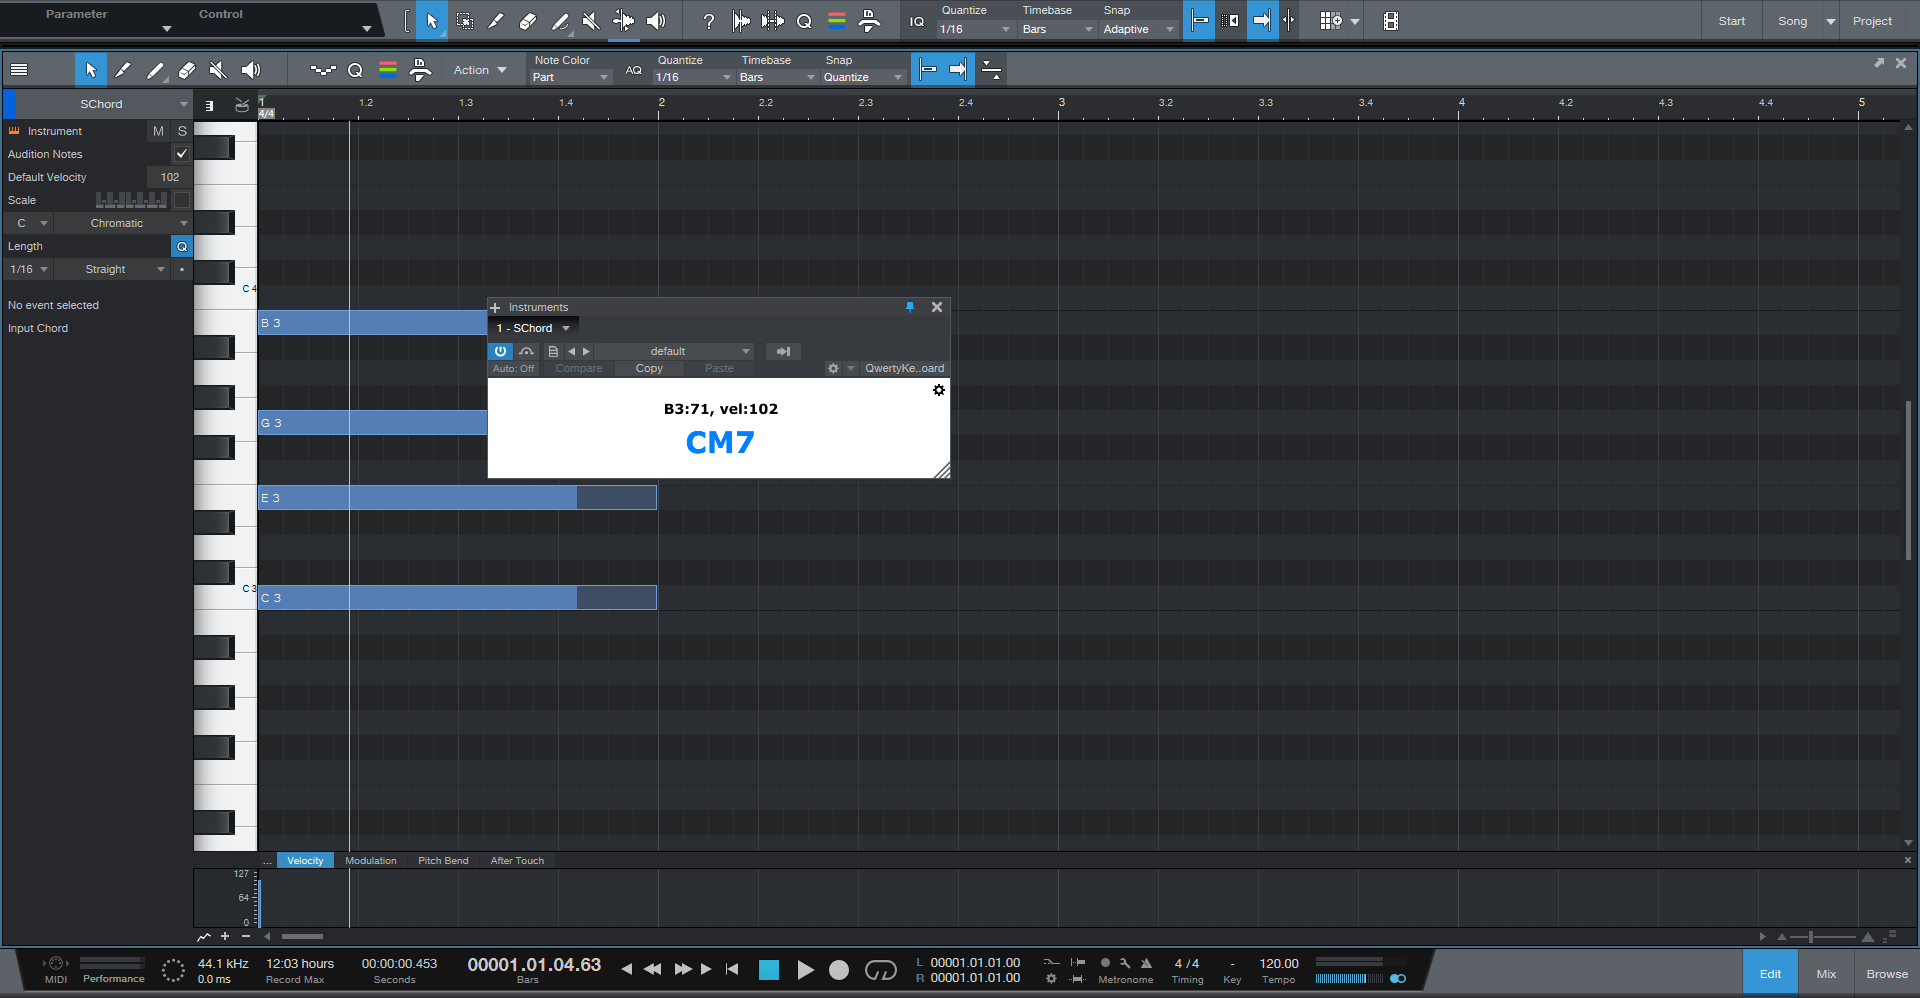 Parameter
Control
IQ
Quantize
1/16
Timebase
Bars
Snap
Adaptive
Start
Song
Project
Action
Note Color
Part
AQ
Quantize
1/16
Timebase
Bars
Snap
Quantize
SChord
1
1.2
1.3
1.4
2
2.2
2.3
2.4
3
3.2
3.3
3.4
4
4.2
4.3
4.4
5
4/4
Instrument
M
S
Audition Notes
Default Velocity
102
Scale
C
Chromatic
Length
Q
1/16
Straight
No event selected
Input Chord
C 4
B 3
G 3
E 3
C 3
C 3
Instruments
1 - SChord
default
Auto: Off
Compare
Copy
Paste
QwertyKe..oard
B3:71, vel:102
CM7
...
Velocity
Modulation
Pitch Bend
After Touch
127
64
0
MIDI
Performance
44.1 kHz
0.0 ms
12:03 hours
Record Max
00:00:00.453
Seconds
00001.01.04.63
Bars
L 00001.01.01.00
R 00001.01.01.00
Metronome
4 / 4
Timing
-
Key
120.00
Tempo
Edit
Mix
Browse